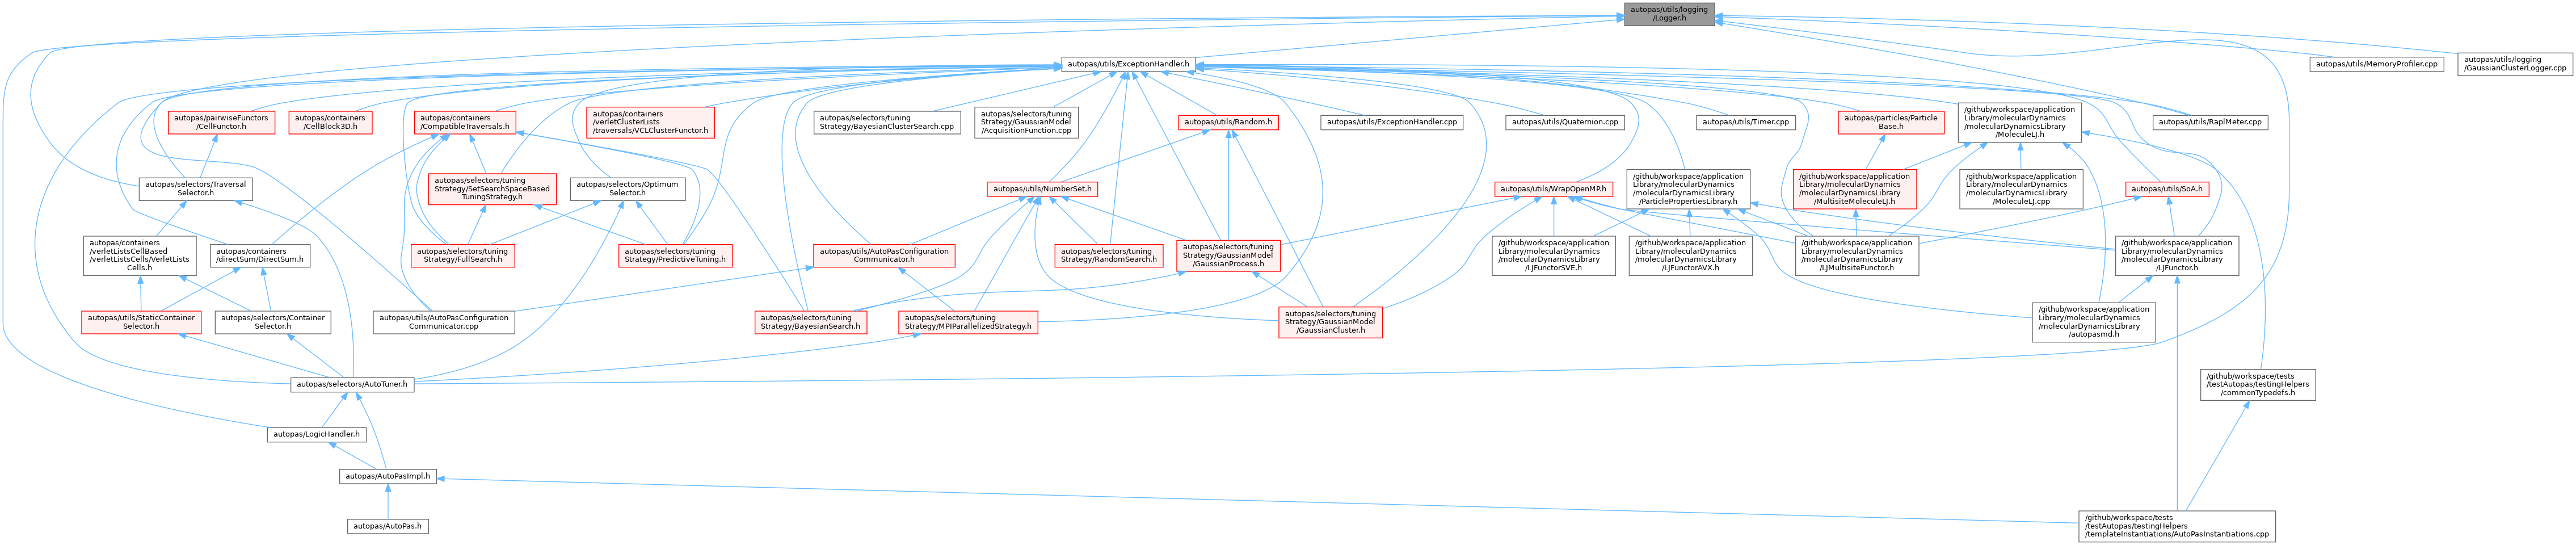 autopas/utils/logging
/Logger.h
autopas/utils/ExceptionHandler.h
autopas/utils/MemoryProfiler.cpp
autopas/utils/logging
/GaussianClusterLogger.cpp
autopas/pairwiseFunctors
/CellFunctor.h
autopas/containers
/CellBlock3D.h
autopas/containers
/CompatibleTraversals.h
autopas/containers
/verletClusterLists
/traversals/VCLClusterFunctor.h
autopas/selectors/tuning
Strategy/BayesianClusterSearch.cpp
autopas/selectors/tuning
Strategy/GaussianModel
/AcquisitionFunction.cpp
autopas/utils/Random.h
autopas/utils/ExceptionHandler.cpp
autopas/utils/Quaternion.cpp
autopas/utils/Timer.cpp
autopas/particles/Particle
Base.h
/github/workspace/application
Library/molecularDynamics
/molecularDynamicsLibrary
/MoleculeLJ.h
autopas/utils/RaplMeter.cpp
autopas/selectors/Traversal
Selector.h
autopas/selectors/tuning
Strategy/SetSearchSpaceBased
TuningStrategy.h
autopas/selectors/Optimum
Selector.h
autopas/utils/NumberSet.h
autopas/utils/WrapOpenMP.h
/github/workspace/application
Library/molecularDynamics
/molecularDynamicsLibrary
/ParticlePropertiesLibrary.h
/github/workspace/application
Library/molecularDynamics
/molecularDynamicsLibrary
/MultisiteMoleculeLJ.h
/github/workspace/application
Library/molecularDynamics
/molecularDynamicsLibrary
/MoleculeLJ.cpp
autopas/utils/SoA.h
autopas/containers
/verletListsCellBased
/verletListsCells/VerletLists
Cells.h
autopas/containers
/directSum/DirectSum.h
autopas/selectors/tuning
Strategy/FullSearch.h
autopas/selectors/tuning
Strategy/PredictiveTuning.h
autopas/utils/AutoPasConfiguration
Communicator.h
autopas/selectors/tuning
Strategy/RandomSearch.h
autopas/selectors/tuning
Strategy/GaussianModel
/GaussianProcess.h
/github/workspace/application
Library/molecularDynamics
/molecularDynamicsLibrary
/LJFunctorSVE.h
/github/workspace/application
Library/molecularDynamics
/molecularDynamicsLibrary
/LJFunctorAVX.h
/github/workspace/application
Library/molecularDynamics
/molecularDynamicsLibrary
/LJMultisiteFunctor.h
/github/workspace/application
Library/molecularDynamics
/molecularDynamicsLibrary
/LJFunctor.h
autopas/utils/StaticContainer
Selector.h
autopas/selectors/Container
Selector.h
autopas/utils/AutoPasConfiguration
Communicator.cpp
autopas/selectors/tuning
Strategy/BayesianSearch.h
autopas/selectors/tuning
Strategy/MPIParallelizedStrategy.h
autopas/selectors/tuning
Strategy/GaussianModel
/GaussianCluster.h
/github/workspace/application
Library/molecularDynamics
/molecularDynamicsLibrary
/autopasmd.h
autopas/selectors/AutoTuner.h
/github/workspace/tests
/testAutopas/testingHelpers
/commonTypedefs.h
autopas/LogicHandler.h
autopas/AutoPasImpl.h
autopas/AutoPas.h
/github/workspace/tests
/testAutopas/testingHelpers
/templateInstantiations/AutoPasInstantiations.cpp